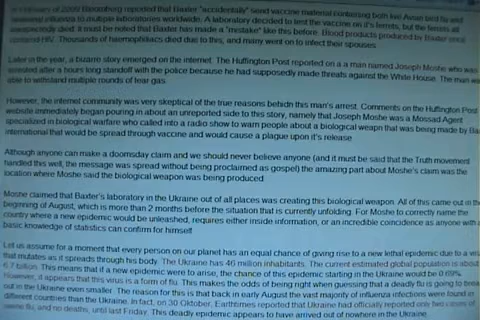 In February of 2009 Bloomberg reported that Baxter "accidentally" send vaccine material containing both live Avian bird flu and
seasonal influenza to multiple laboratories worldwide. A laboratory decided to test the vaccine on it's ferrets, but the ferrets all
unexpectedly died. It must be noted that Baxter has made a "mistake" like this before. Blood products produced by Baxter once
contained HIV. Thousands of haemophiliacs died due to this, and many went on to infect their spouses.
Later in the year, a bizarre story emerged on the internet. The Huffington Post reported on a a man named Joseph Moshe who was
arrested after a hours long standoff with the police because he had supposedly made threats against the White House. The man was
able to withstand multiple rounds of tear gas.
However, the internet community was very skeptical of the true reasons behidn this man's arrest. Comments on the Huffington Post
website immediately began pouring in about an unreported side to this story, namely that Joseph Moshe was a Mossad Agent
specialized in biological warfare who called into a radio show to warn people about a biological weapn that was being made by Ba
international that would be spread through vaccine and would cause a plague upon it's release
Although anyone can make a doomsday claim and we should never believe anyone (and it must be said that the Truth movement
handled this well, the message was spread without being proclaimed as gospel) the amazing part about Moshe's claim was the
location where Moshe said the biological weapon was being produced
Moshe claimed that Baxter's laboratory in the Ukraine out of all places was creating this biological weapon. All of this came out in the
beginning of August, which is more than 2 months before the situation that is currently unfolding. For Moshe to correctly name the
country where a new epidemic would be unleashed, requires either inside information, or an incredible coincidence as anyone with a
basic knowledge of statistics can confirm for himself
Let us assume for a moment that every person on our planet has an equal chance of giving rise to a new lethal epidemic due to a viru
that mutates as it spreads through his body. The Ukraine has 46 million inhabitants. The current estimated global population is about
6.7 billion. This means that if a new epidemic were to arise, the chance of this epidemic starting in the Ukraine would be 0.69%.
However, it appears that this virus is a form of flu. This makes the odds of being right when guessing that a deadly flu is going to break
out in the Ukraine even smaller. The reason for this is that back in early August the vast majority of influenza infections were found in
different countries than the Ukraine. In fact, on 30 Oktober, Earthtimes reported that Ukraine had officially reported only two cases of
swine flu, and no deaths, until last Friday. This deadly epidemic appears to have arrived out of nowhere in the Ukraine